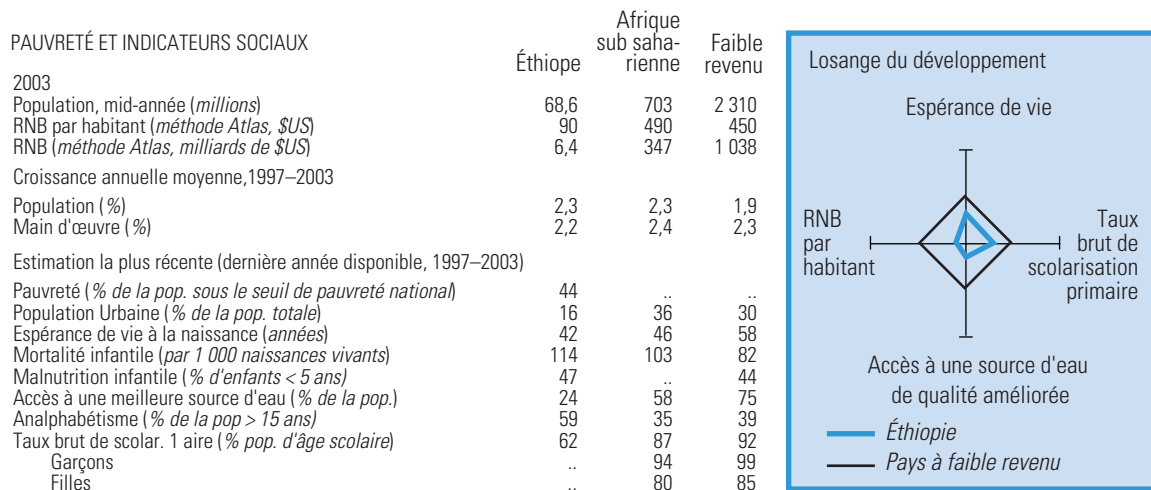 PAUVRETÉ ET INDICATEURS SOCIAUX
Éthiope
Afrique
sub saha-
rienne
Faible
revenu
2003
Population, mid-année (millions) 68,6 703 2 310
RNB par habitant (méthode Atlas, $US) 90 490 450
RNB (méthode Atlas, milliards de $US) 6,4 347 1 038
Croissance annuelle moyenne,1997–2003
Population (%) 2,3 2,3 1,9
Main d'œuvre (%) 2,2 2,4 2,3
Estimation la plus récente (dernière année disponible, 1997–2003)
Pauvreté (% de la pop. sous le seuil de pauvreté national) 44 .. ..
Population Urbaine (% de la pop. totale) 16 36 30
Espérance de vie à la naissance (années) 42 46 58
Mortalité infantile (par 1 000 naissances vivants) 114 103 82
Malnutrition infantile (% d'enfants < 5 ans) 47 .. 44
Accès à une meilleure source d'eau (% de la pop.) 24 58 75
Analphabétisme (% de la pop > 15 ans) 59 35 39
Taux brut de scolar. 1 aire (% pop. d'âge scolaire) 62 87 92
Garçons .. 94 99
Filles .. 80 85
Losange du développement
Espérance de vie
RNB
par
habitant
Taux
brut de
scolarisation
primaire
Accès à une source d'eau
de qualité améliorée
Éthiopie
Pays à faible revenu